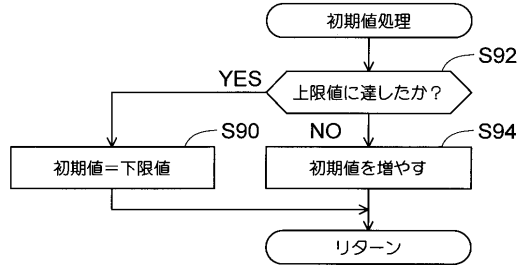 初期値処理
S92
上限値に達したか？
YES
NO
S90
S94
初期値＝下限値
初期値を増やす
リターン